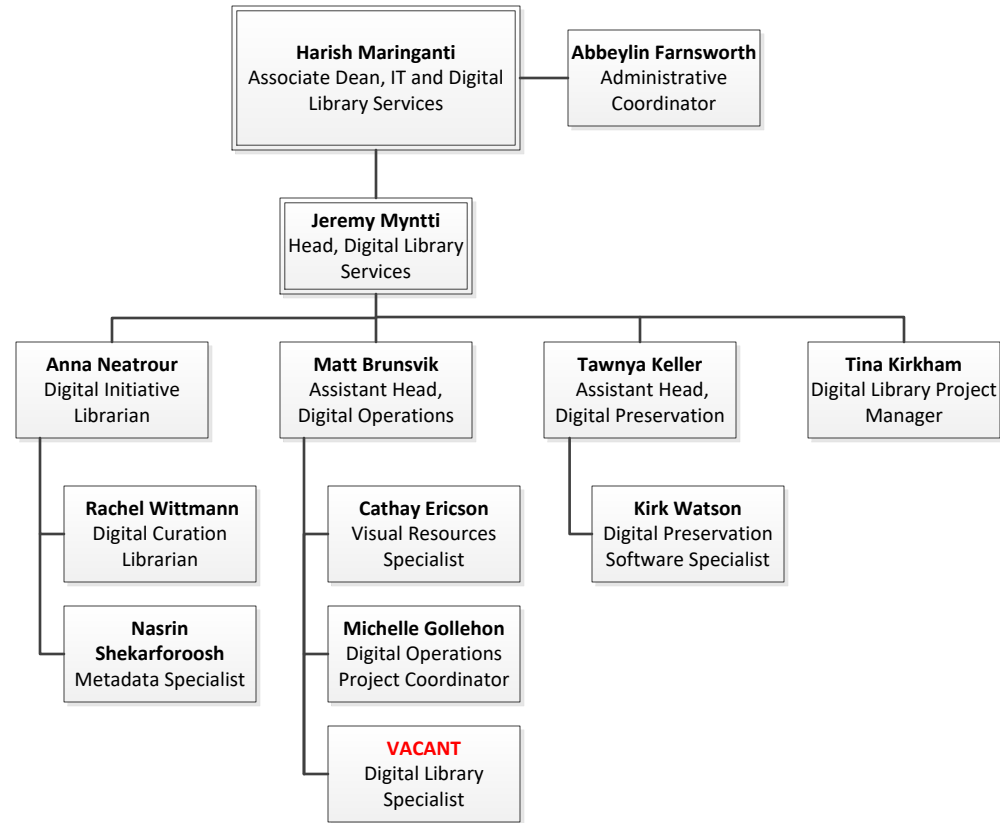 Harish Maringanti
Associate Dean, IT and Digital
Library Services
Abbeylin Farnsworth
Administrative
Coordinator
Jeremy Myntti
Head, Digital Library
Services
Anna Neatrour
Digital Initiative
Librarian
Matt Brunsvik
Assistant Head,
Digital Operations
Tawnya Keller
Assistant Head,
Digital Preservation
Tina Kirkham
Digital Library Project
Manager
Rachel Wittmann
Digital Curation
Librarian
Cathay Ericson
Visual Resources
Specialist
Kirk Watson
Digital Preservation
Software Specialist
Nasrin
Shekarforoosh
Metadata Specialist
Michelle Gollehon
Digital Operations
Project Coordinator
VACANT
Digital Library
Specialist